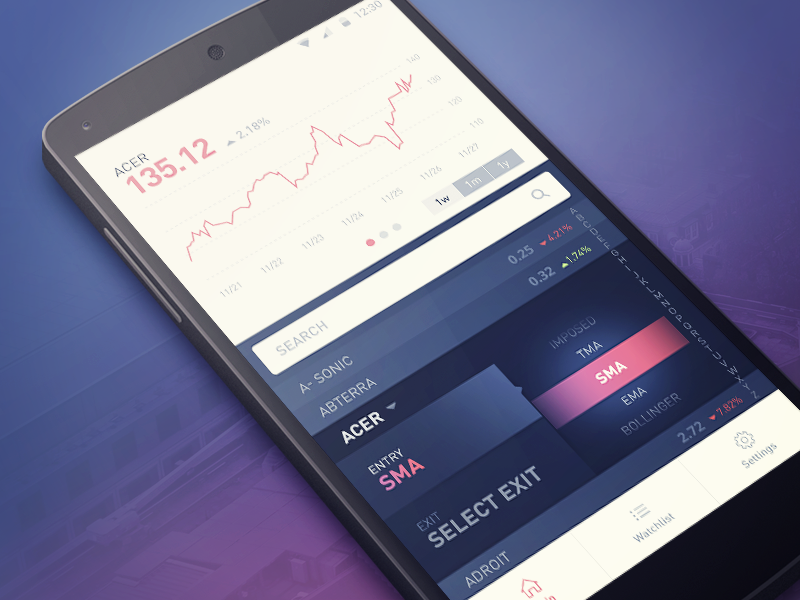 12:30
ACER
135.12
2.18%
140
130
120
110
11/21
11/22
11/23
11/24
11/25
11/26
11/27
1w
1m
1y
SEARCH
A- SONIC
0.25
4.21%
ABTERRA
0.32
1.74%
ACER
ENTRY
SMA
IMPOSED
TMA
SMA
EMA
BOLLINGER
EXIT
SELECT EXIT
ADROIT
2.72
7.82%
A
B
C
D
E
F
G
H
I
J
K
L
M
N
O
P
Q
R
S
T
U
V
W
X
Y
Z
Watchlist
Settings